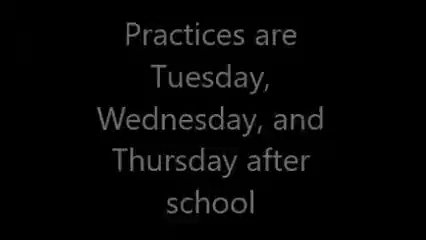 Practices are
Tuesday,
Wednesday, and
Thursday after
school